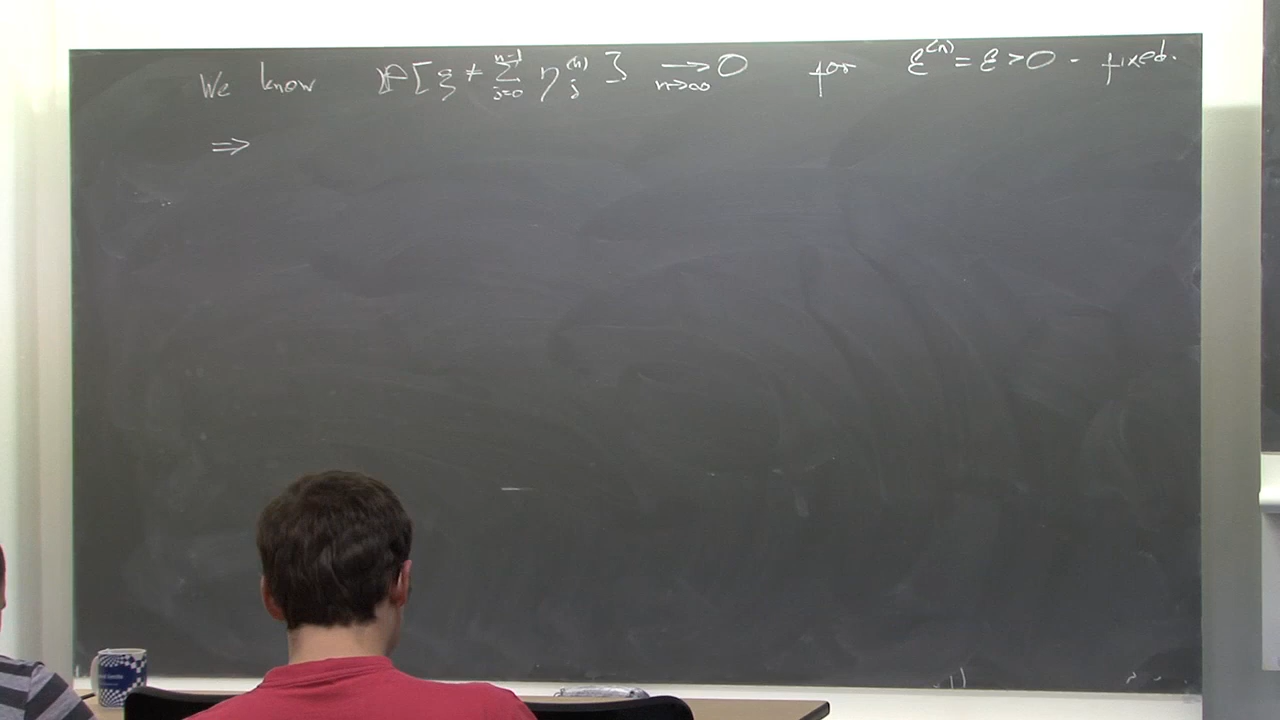 We know ℙ[ξ ≠ Σ_{j=0}^{n-1} η_j^{(n)}] →_{n→∞} 0 for ε^{(n)} = ε > 0 - fixed.
⇒